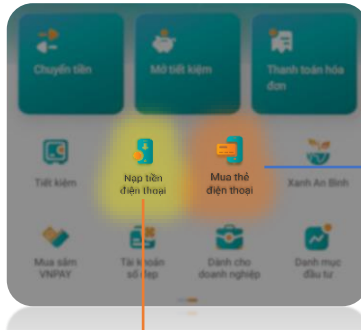 Chuyển tiền
Mở tiết kiệm
Thanh toán hóa
đơn
Tiết kiệm
Nạp tiền
điện thoại
Mua thẻ
điện thoại
Xanh An Bình
Mua sắm
VNPAY
Tài khoản
số đẹp
Dành cho
doanh nghiệp
Danh mục
đầu tư